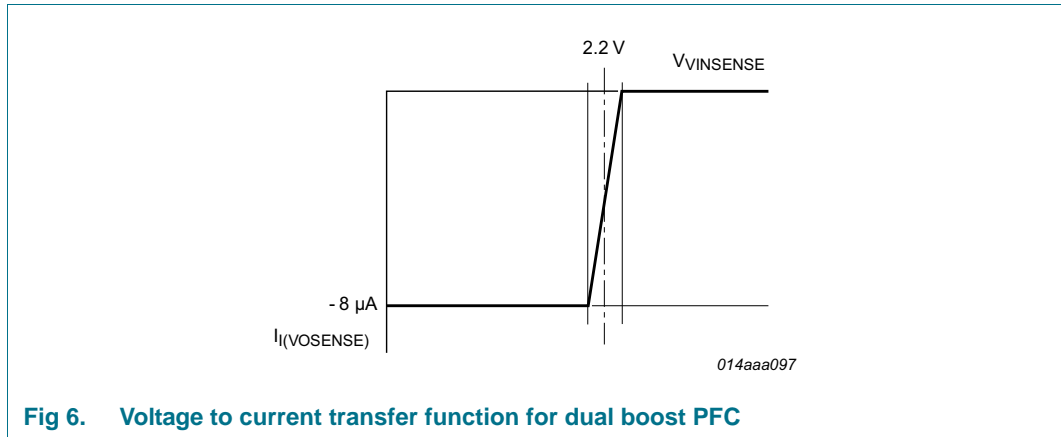 2.2 V
VVINSENSE
- 8 µA
II(VOSENSE)
014aaa097
Fig 6. Voltage to current transfer function for dual boost PFC